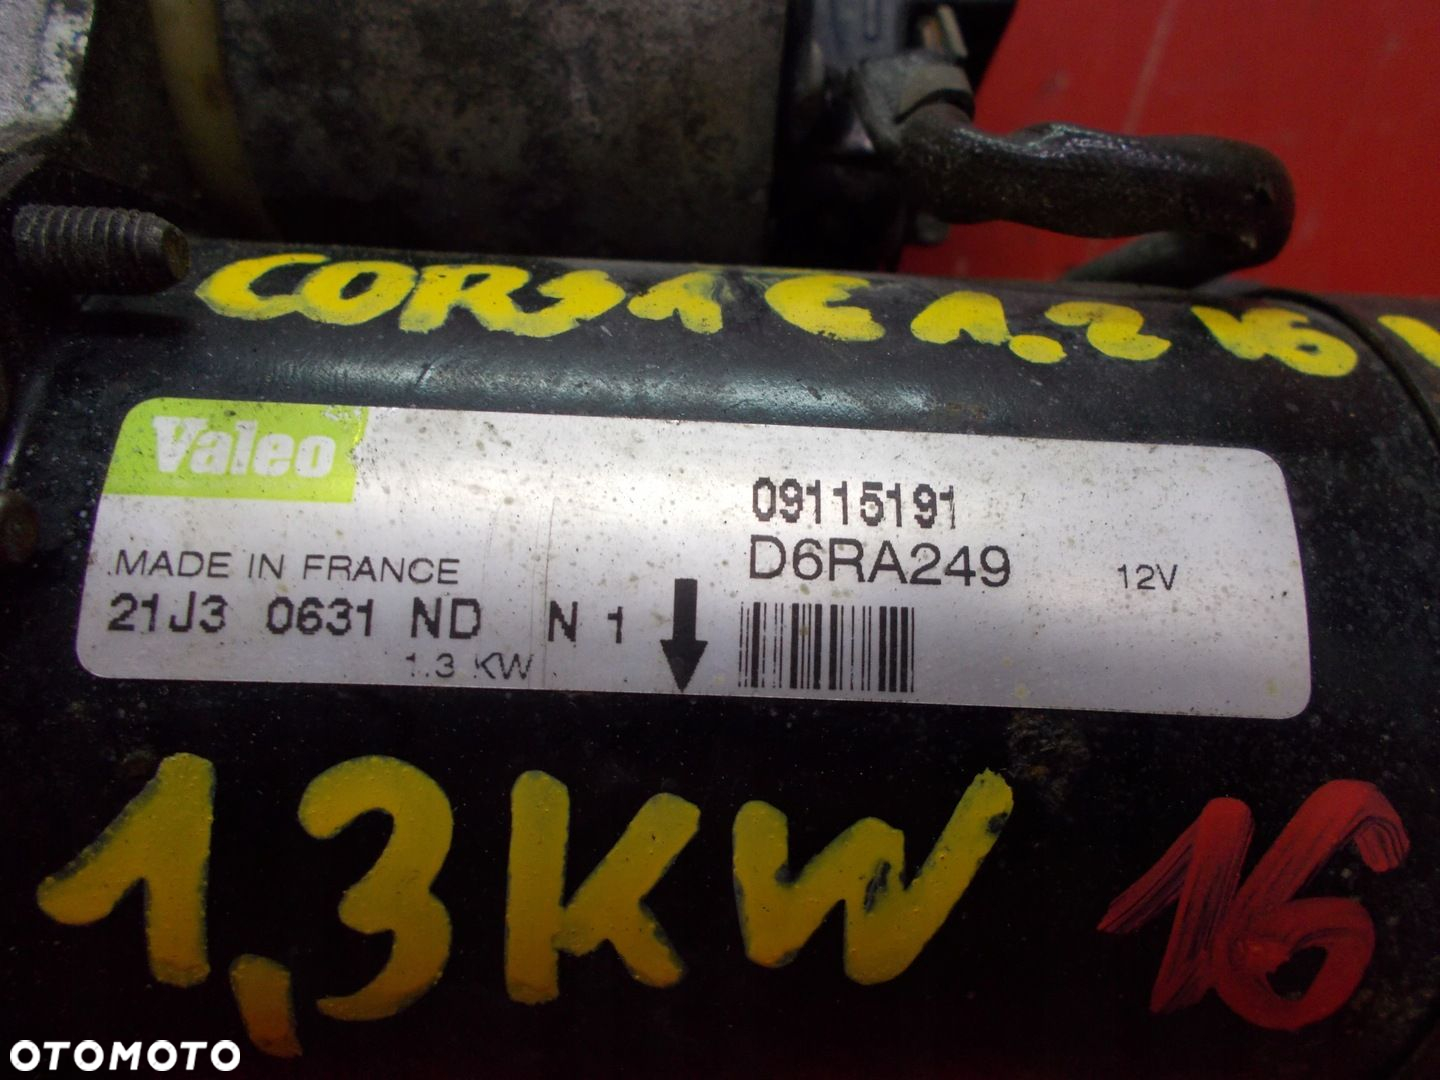 CORSA C 1.2 16
Valeo
09115191
D6RA249
12V
MADE IN FRANCE
21J3 0631 ND N 1
1.3 KW
1,3KW 16
OTOMOTO